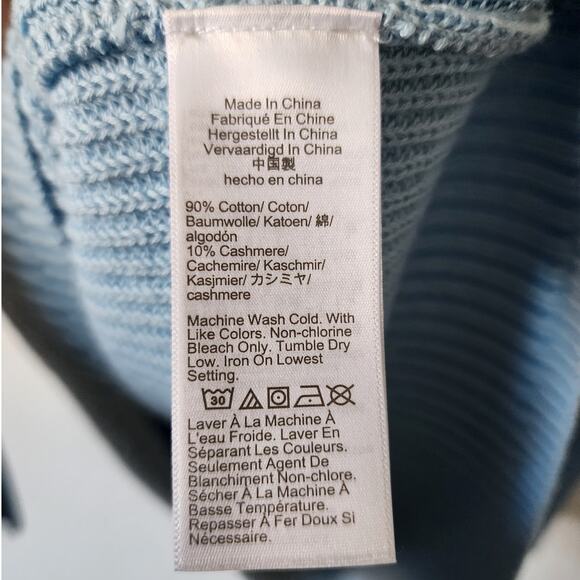 Made In China
Fabriqué En Chine
Hergestellt In China
Vervaardigd In China
中国製
hecho en china
90% Cotton/ Coton/
Baumwolle/ Katoen/ 綿/
algodón
10% Cashmere/
Cachemire/ Kaschmir/
Kasjmier/ カシミヤ/
cashmere
Machine Wash Cold. With
Like Colors. Non-chlorine
Bleach Only. Tumble Dry
Low. Iron On Lowest
Setting.
30
Laver À La Machine À
L'eau Froide. Laver En
Séparant Les Couleurs.
Seulement Agent De
Blanchiment Non-chlore.
Sécher À La Machine À
Basse Température.
Repasser À Fer Doux Si
Nécessaire.